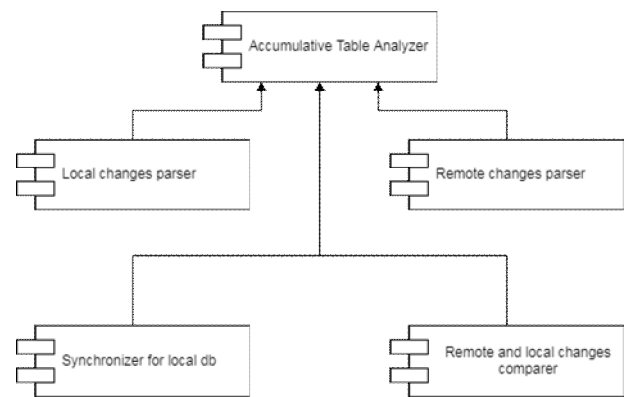 Accumulative Table Analyzer
Local changes parser
Remote changes parser
Synchronizer for local db
Remote and local changes
comparer